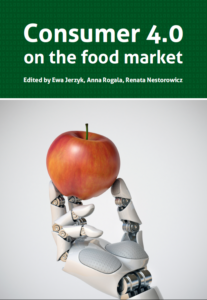 Consumer 4.0
on the food market
Edited by Ewa Jerzyk, Anna Rogala, Renata Nestorowicz